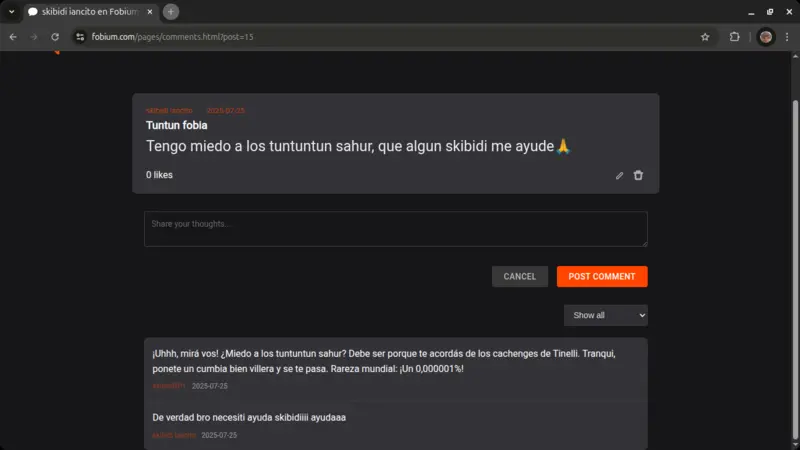 skibidi iancito en Fobium
fobium.com/pages/comments.html?post=15
skibidi iancito 2025-07-25
Tuntun fobia
Tengo miedo a los tuntuntun sahur, que algun skibidi me ayude🙏
0 likes
Share your thoughts...
CANCEL
POST COMMENT
Show all
¡Uhhh, mirá vos! ¿Miedo a los tuntuntun sahur? Debe ser porque te acordás de los cachenges de Tinelli. Tranqui,
ponete un cumbia bien villera y se te pasa. Rareza mundial: ¡Un 0,000001%!
2025-07-25
De verdad bro necesiti ayuda skibidiiii ayudaaa
skibidi iancito 2025-07-25